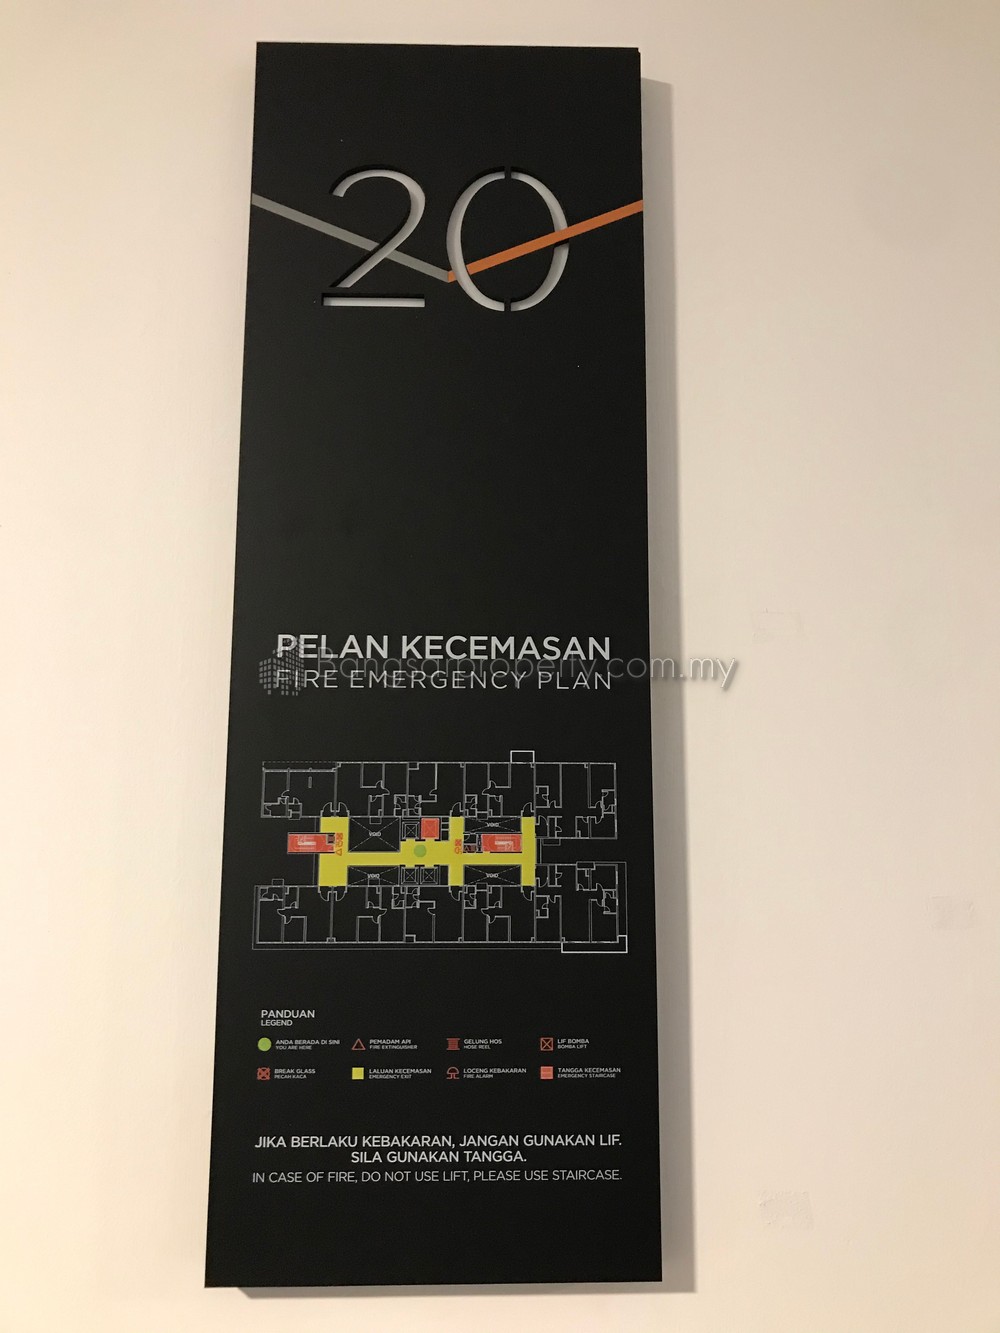 20
PELAN KECEMASAN
Bangsarproperty.com.my
FIRE EMERGENCY PLAN
VOID
VOID
VOID
VOID
PANDUAN
LEGEND
ANDA BERADA DI SINI
YOU ARE HERE
PEMADAM API
FIRE EXTINGUISHER
GELUNG HOS
HOSE REEL
LIF BOMBA
BOMBA LIFT
BREAK GLASS
PECAH KACA
LALUAN KECEMASAN
EMERGENCY EXIT
LOCENG KEBAKARAN
FIRE ALARM
TANGGA KECEMASAN
EMERGENCY STAIRCASE
JIKA BERLAKU KEBAKARAN, JANGAN GUNAKAN LIF.
SILA GUNAKAN TANGGA.
IN CASE OF FIRE, DO NOT USE LIFT, PLEASE USE STAIRCASE.